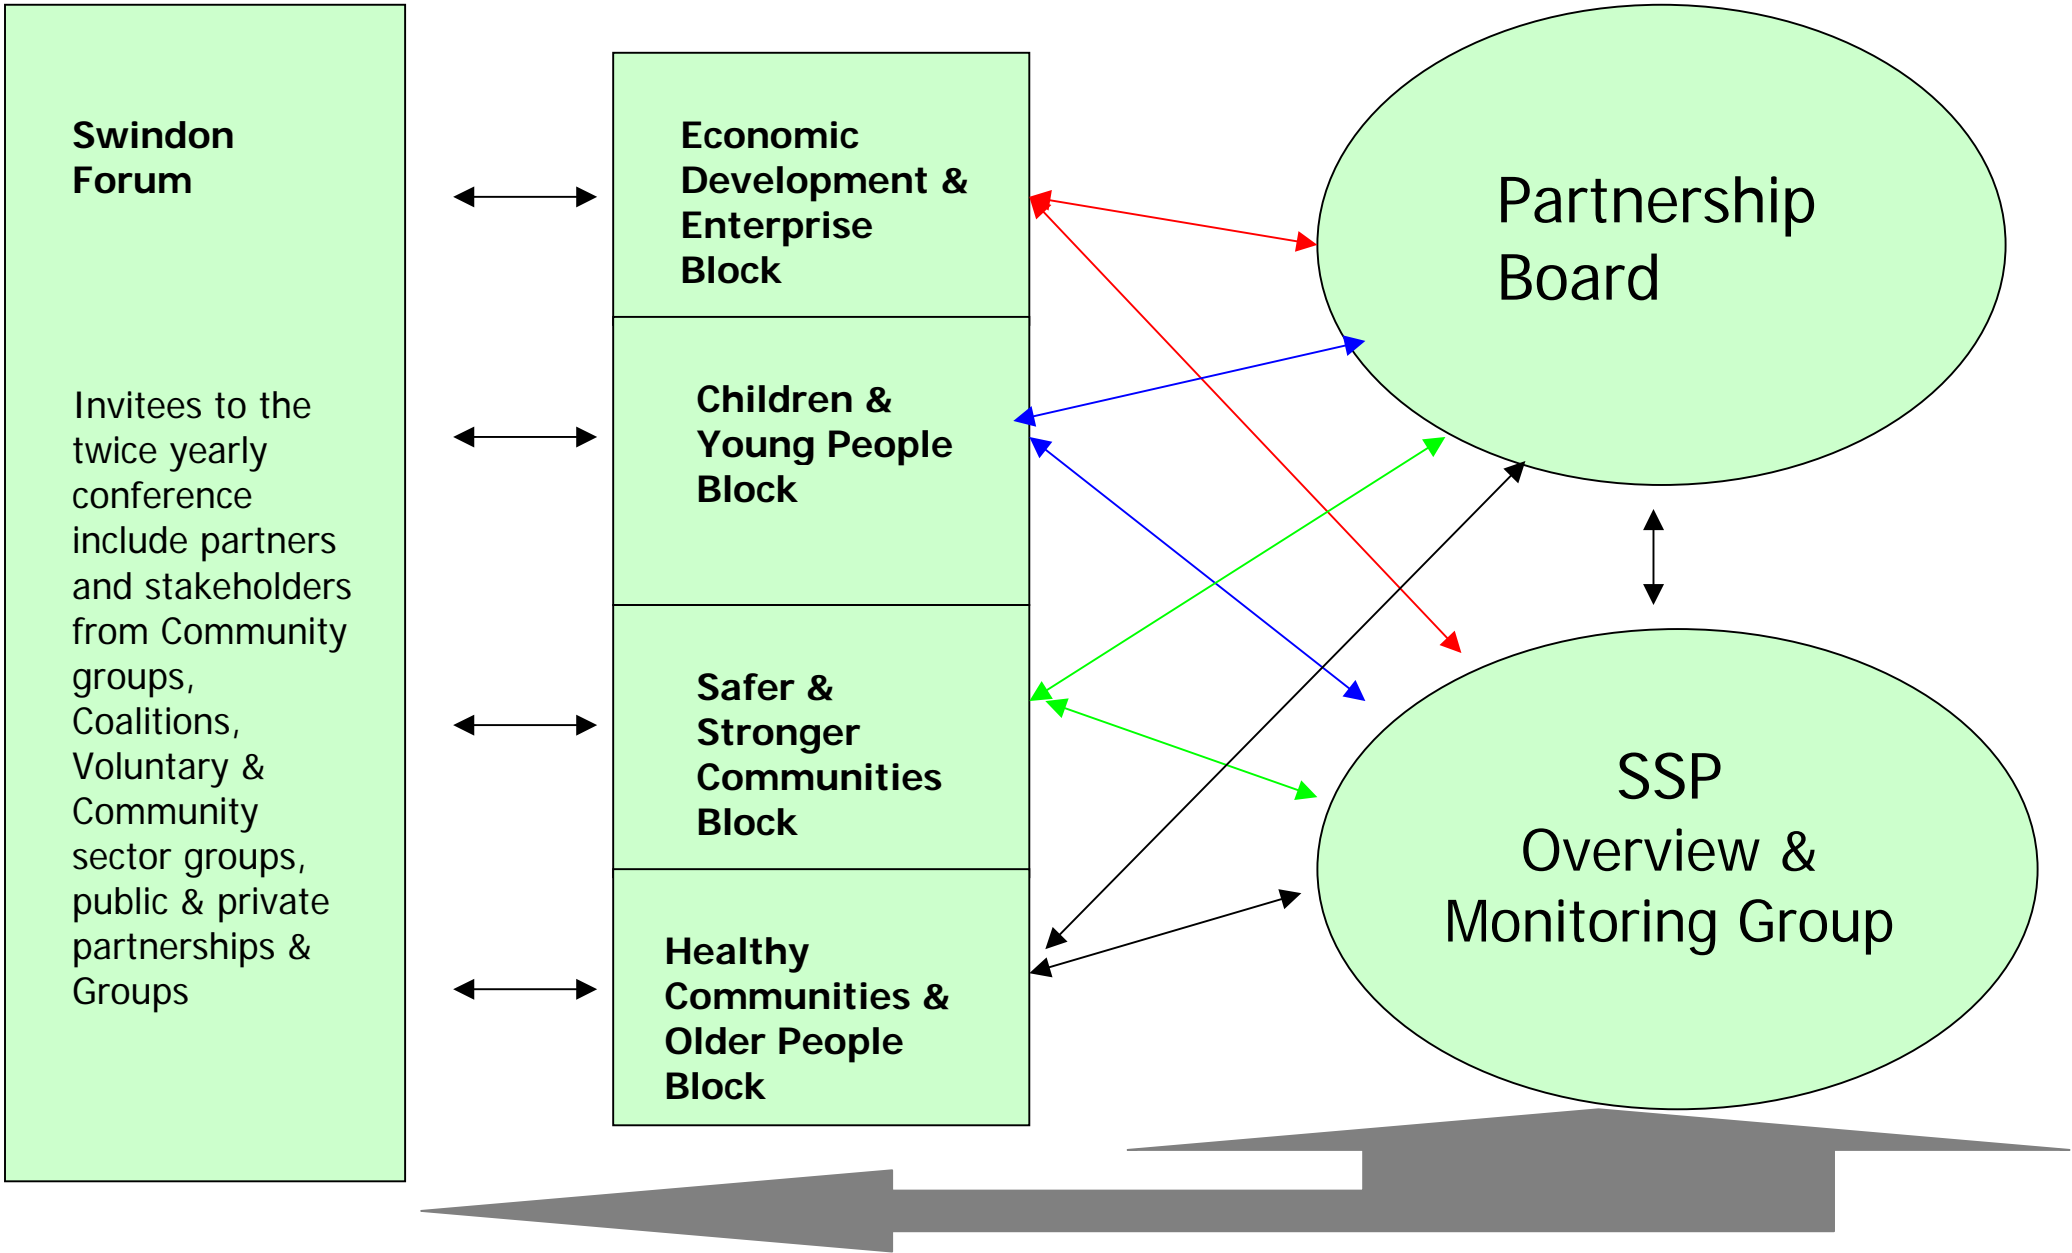 Swindon
Forum
Invitees to the
twice yearly
conference
include partners
and stakeholders
from Community
groups,
Coalitions,
Voluntary &
Community
sector groups,
public & private
partnerships &
Groups
Economic
Development &
Enterprise
Block
Children &
Young People
Block
Safer &
Stronger
Communities
Block
Healthy
Communities &
Older People
Block
Partnership
Board
SSP
Overview &
Monitoring Group